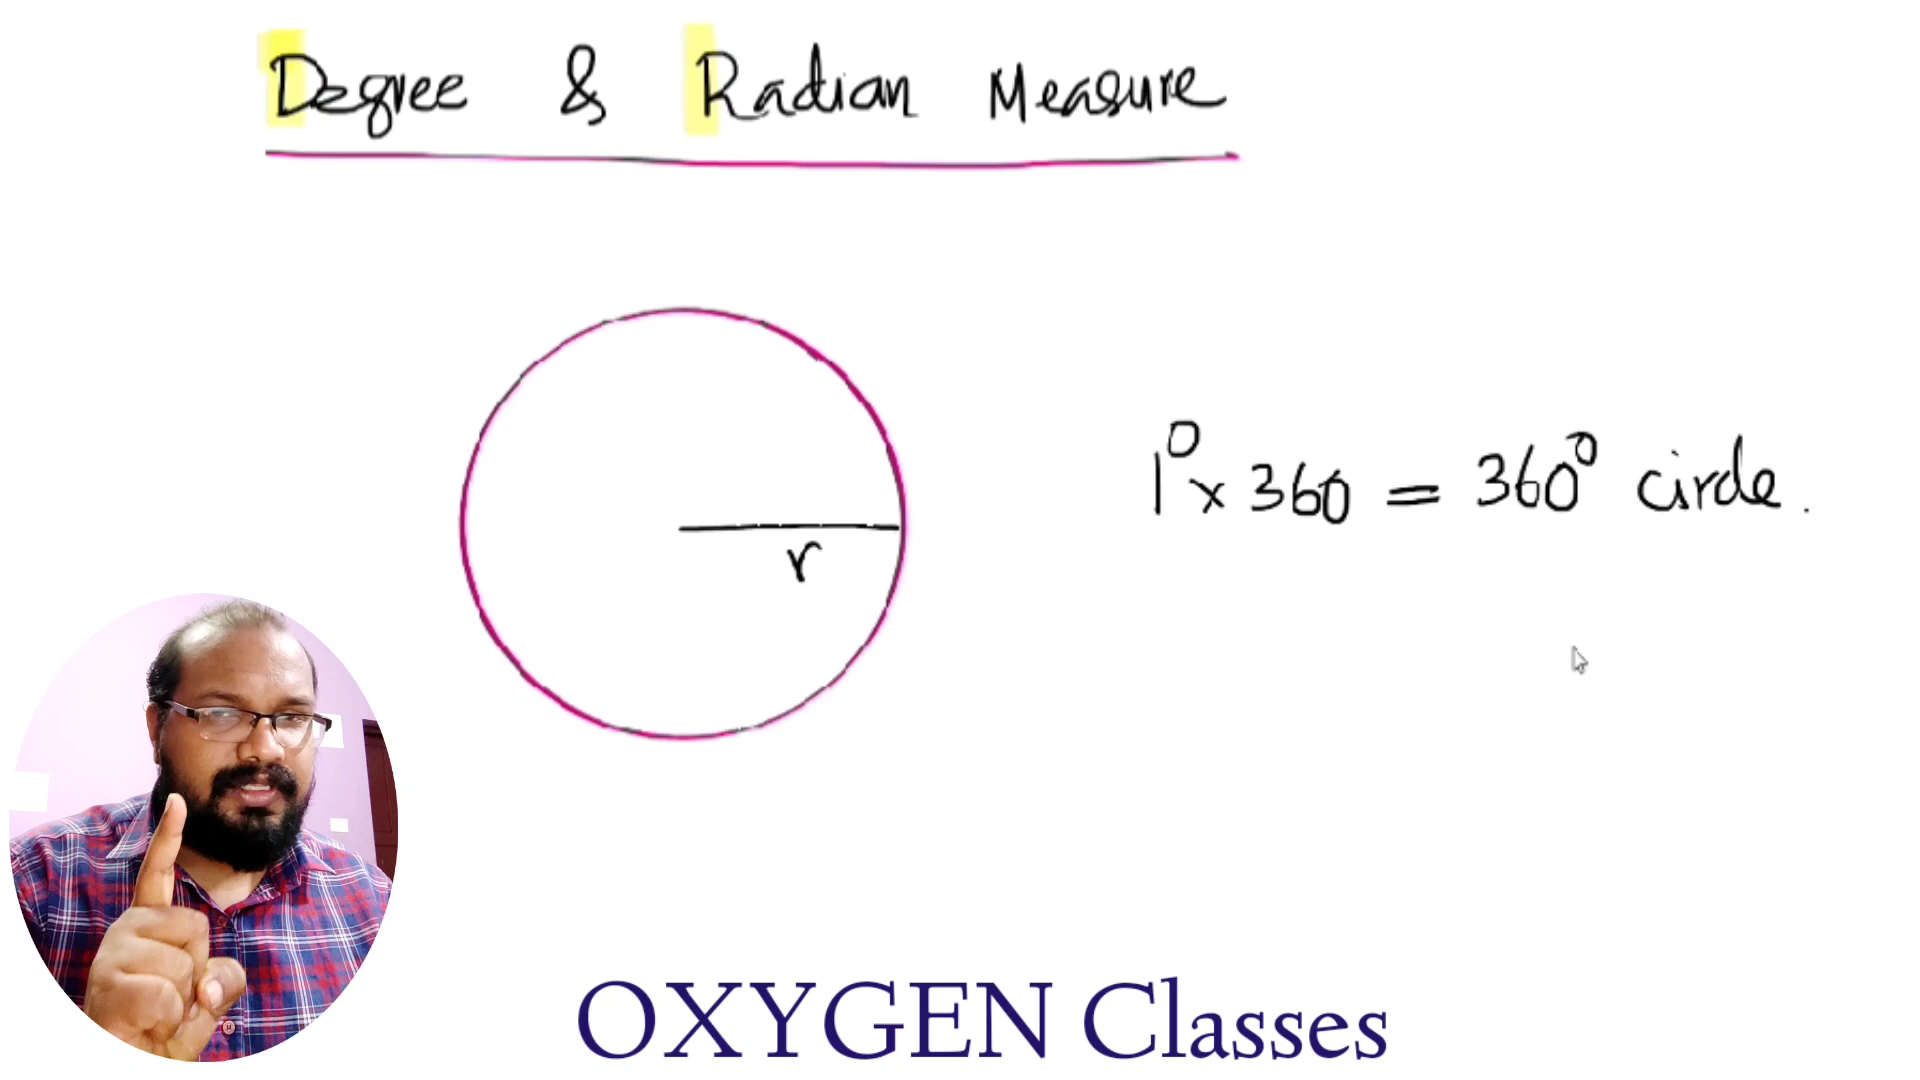 Degree & Radian Measure
1° x 360 = 360° circle.
r
OXYGEN Classes